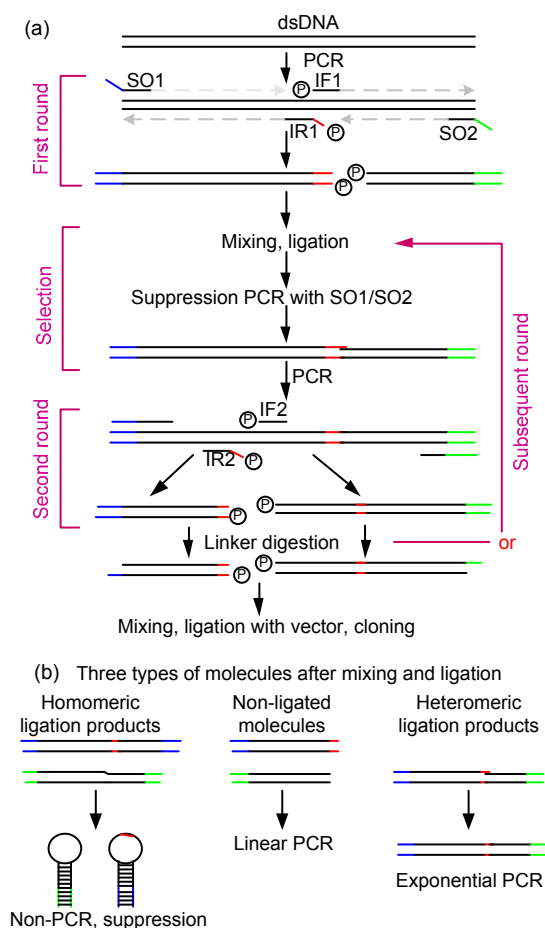 (a)
dsDNA
PCR
SO1
P
IF1
IR1
P
SO2
First round
P
P
Mixing, ligation
Selection
Suppression PCR with SO1/SO2
PCR
Subsequent round
Second round
IF2
P
IR2
P
P
P
Linker digestion
or
P
P
Mixing, ligation with vector, cloning
(b) Three types of molecules after mixing and ligation
Homomeric
ligation products
Non-ligated
molecules
Heteromeric
ligation products
Linear PCR
Exponential PCR
Non-PCR, suppression